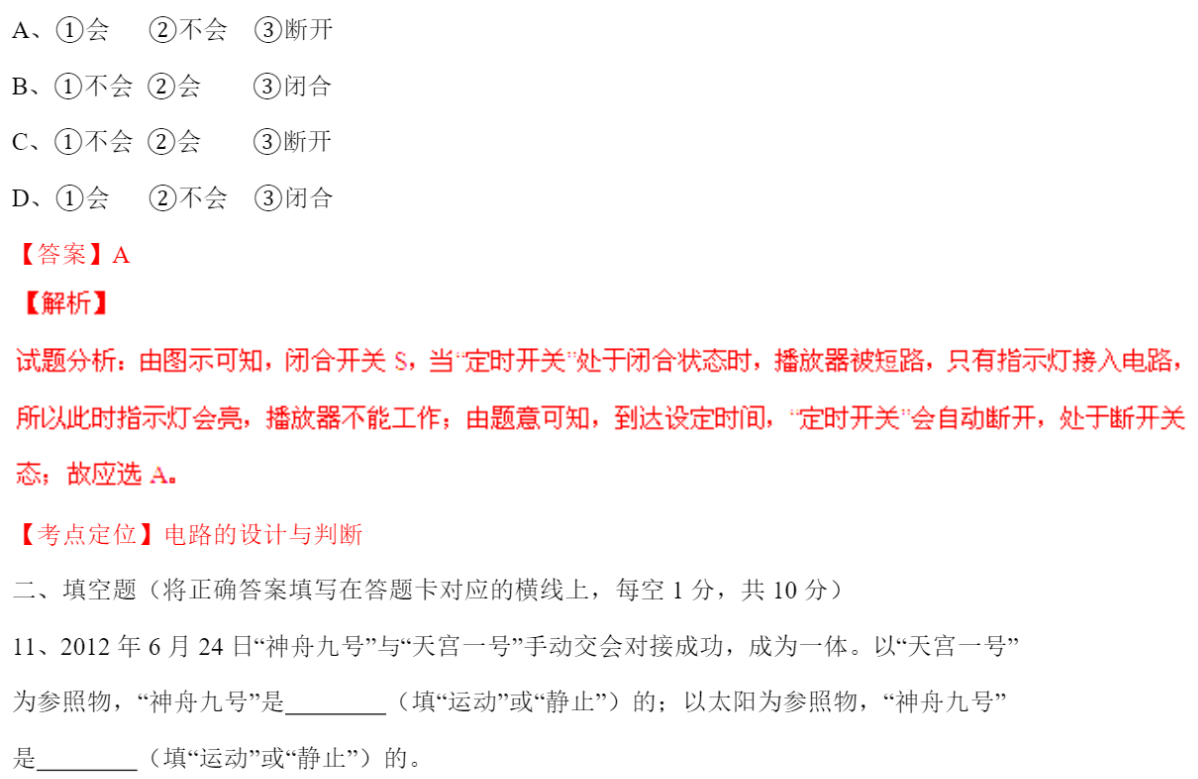 A、①会 ②不会 ③断开
B、①不会 ②会 ③闭合
C、①不会 ②会 ③断开
D、①会 ②不会 ③闭合
【答案】A
【解析】
试题分析：由图示可知，闭合开关 S，当“定时开关”处于闭合状态时，播放器被短路，只有指示灯接入电路，
所以此时指示灯会亮，播放器不能工作；由题意可知，到达设定时间，“定时开关”会自动断开，处于断开关
态；故应选 A。
【考点定位】电路的设计与判断
二、填空题（将正确答案填写在答题卡对应的横线上，每空 1 分，共 10 分）
11、2012 年 6 月 24 日“神舟九号”与“天宫一号”手动交会对接成功，成为一体。以“天宫一号”
为参照物，“神舟九号”是________（填“运动”或“静止”）的；以太阳为参照物，“神舟九号”
是________（填“运动”或“静止”）的。